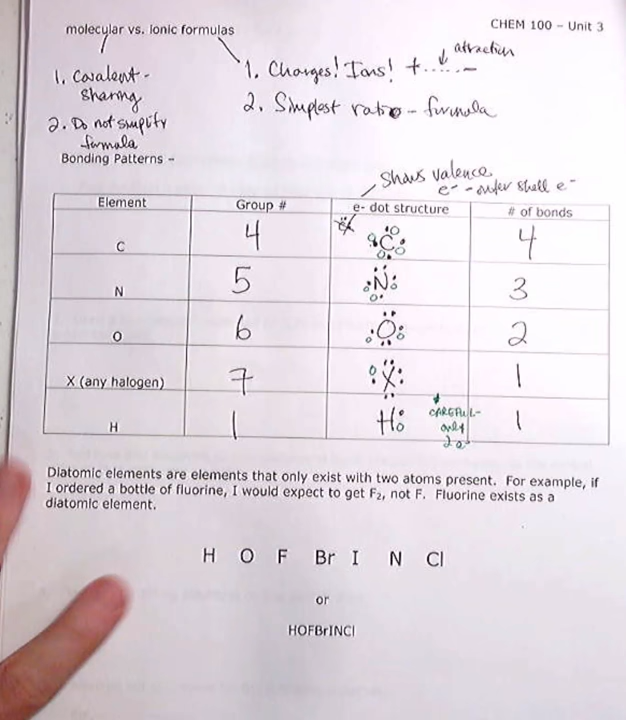 CHEM 100 – Unit 3
molecular vs. ionic formulas
1. Covalent -
sharing
2. Do not simplify
formula
1. Charges! Ions! +......-
attraction
2. Simplest ratio - formula
Bonding Patterns –
Shows valence
e- - outer shell e-
Element Group # e- dot structure # of bonds
C 4 C 4
N 5 N 3
O 6 O 2
X (any halogen) 7 X 1
H 1 H 1
CAREFUL-
only
2e-
Diatomic elements are elements that only exist with two atoms present. For example, if
I ordered a bottle of fluorine, I would expect to get F₂, not F. Fluorine exists as a
diatomic element.
H O F Br I N Cl
or
HOFBrINCl